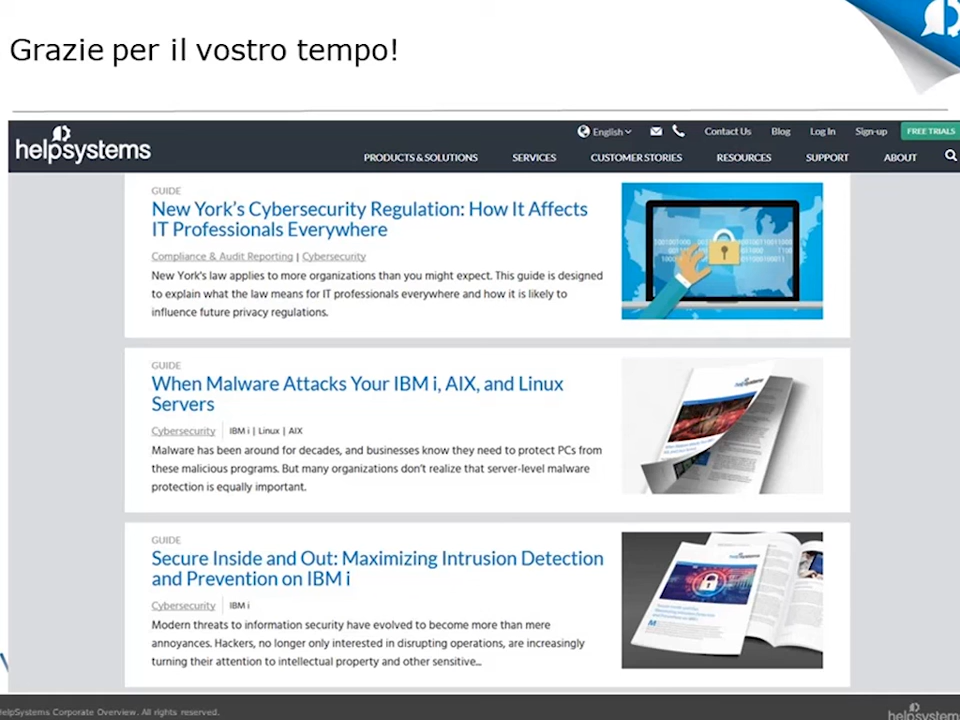 Grazie per il vostro tempo!
helpsystems
English
Contact Us
Blog
Log In
Sign-up
FREE TRIALS
PRODUCTS & SOLUTIONS
SERVICES
CUSTOMER STORIES
RESOURCES
SUPPORT
ABOUT
GUIDE
New York's Cybersecurity Regulation: How It Affects
IT Professionals Everywhere
Compliance & Audit Reporting | Cybersecurity
New York's law applies to more organizations than you might expect. This guide is designed
to explain what the law means for IT professionals everywhere and how it is likely to
influence future privacy regulations.
GUIDE
When Malware Attacks Your IBM i, AIX, and Linux
Servers
Cybersecurity | IBM i | Linux | AIX
Malware has been around for decades, and businesses know they need to protect PCs from
these malicious programs. But many organizations don't realize that server-level malware
protection is equally important.
GUIDE
Secure Inside and Out: Maximizing Intrusion Detection
and Prevention on IBM i
Cybersecurity | IBM i
Modern threats to information security have evolved to become more than mere
annoyances. Hackers, no longer only interested in disrupting operations, are increasingly
turning their attention to intellectual property and other sensitive...
HelpSystems Corporate Overview. All rights reserved.
helpsystems